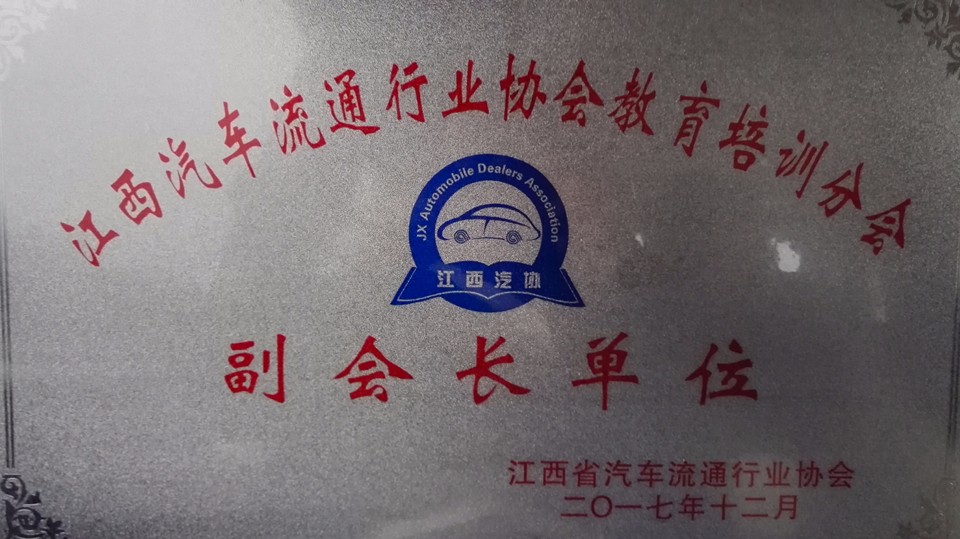 江西汽车流通行业协会教育培训分会
JX Automobile Dealers Association
江西汽协
副会长单位
江西省汽车流通行业协会
二〇一七年十二月